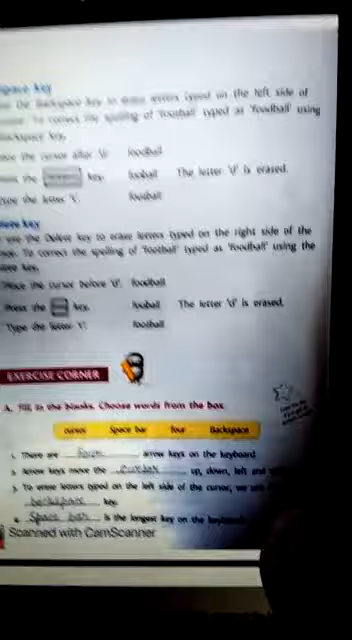 space key
use the Backspace key to erase letters typed on the left side of
cursor. To correct the spelling of 'football' typed as 'foodball' using
Backspace key,
the cursor after 'd'. foodball
the key. fooball The letter 'd' is erased.
Type the letter 't'. football
key
use the Delete key to erase letters typed on the right side of the
To correct the spelling of 'football' typed as 'foodball' using the
key,
Place the cursor before 'd'. foodball
Press the key. fooball The letter 'd' is erased.
Type the letter 't'. football
EXERCISE CORNER
A. Fill in the blanks. Choose words from the box.
cursor Space bar four Backspace
1. There are four arrow keys on the keyboard.
2. Arrow keys move the cursor up, down, left and
3. To erase letters typed on the left side of the cursor, we use
backspace key.
4. Space bar is the longest key on the keyboard.
Scanned with CamScanner